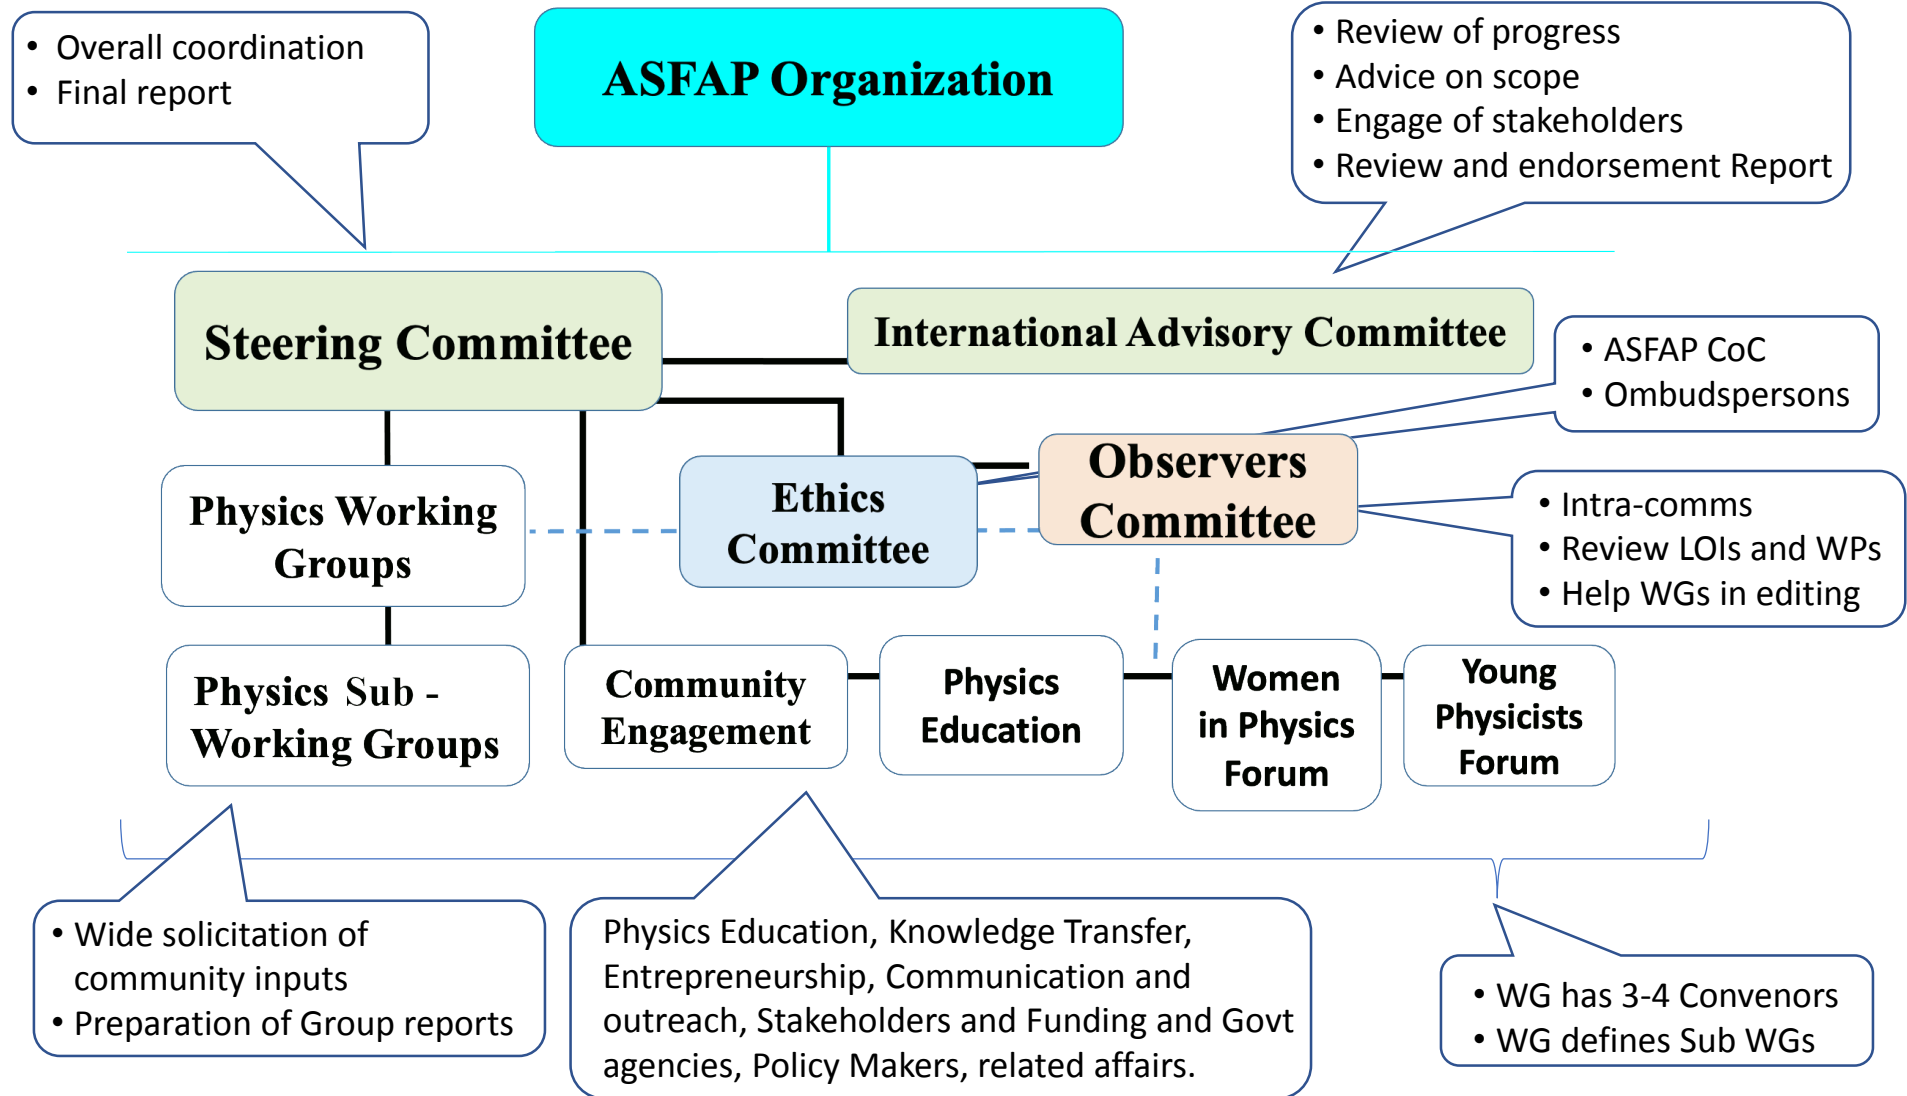 • Overall coordination
• Final report
ASFAP Organization
• Review of progress
• Advice on scope
• Engage of stakeholders
• Review and endorsement Report
Steering Committee
International Advisory Committee
• ASFAP CoC
• Ombudspersons
Physics Working
Groups
Ethics
Committee
Observers
Committee
• Intra-comms
• Review LOIs and WPs
• Help WGs in editing
Physics Sub -
Working Groups
Community
Engagement
Physics
Education
Women
in Physics
Forum
Young
Physicists
Forum
• Wide solicitation of
community inputs
• Preparation of Group reports
Physics Education, Knowledge Transfer,
Entrepreneurship, Communication and
outreach, Stakeholders and Funding and Govt
agencies, Policy Makers, related affairs.
• WG has 3-4 Convenors
• WG defines Sub WGs